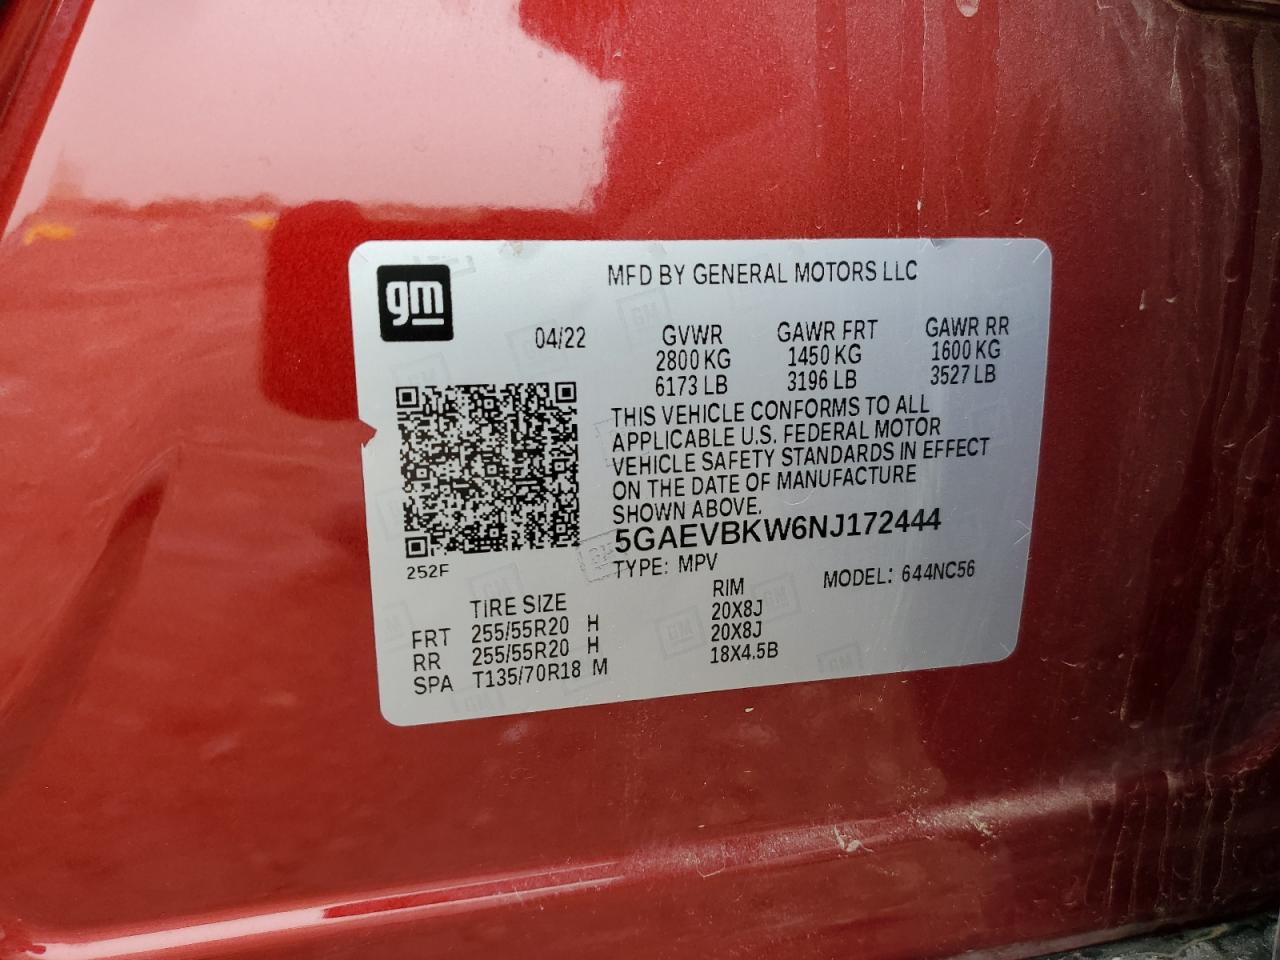 gm
MFD BY GENERAL MOTORS LLC
04/22
GVWR GAWR FRT GAWR RR
2800 KG 1450 KG 1600 KG
6173 LB 3196 LB 3527 LB
THIS VEHICLE CONFORMS TO ALL
APPLICABLE U.S. FEDERAL MOTOR
VEHICLE SAFETY STANDARDS IN EFFECT
ON THE DATE OF MANUFACTURE
SHOWN ABOVE.
5GAEVBKW6NJ172444
252F
TYPE: MPV
MODEL: 644NC56
TIRE SIZE RIM
FRT 255/55R20 H 20X8J
RR 255/55R20 H 20X8J
SPA T135/70R18 M 18X4.5B